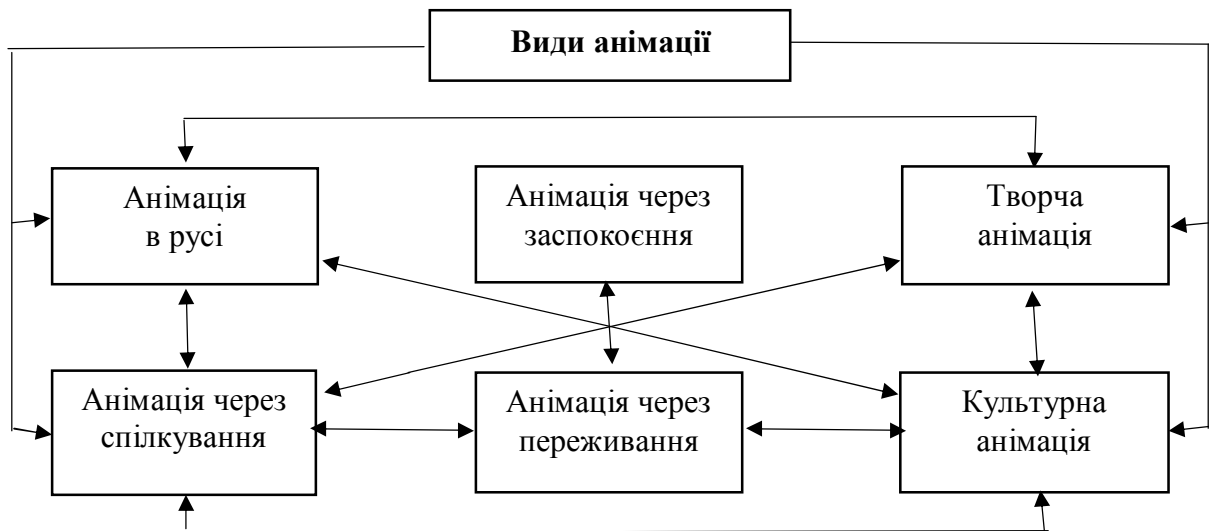 Види анімації
Анімація
в русі
Анімація через
заспокоєння
Творча
анімація
Анімація через
спілкування
Анімація через
переживання
Культурна
анімація